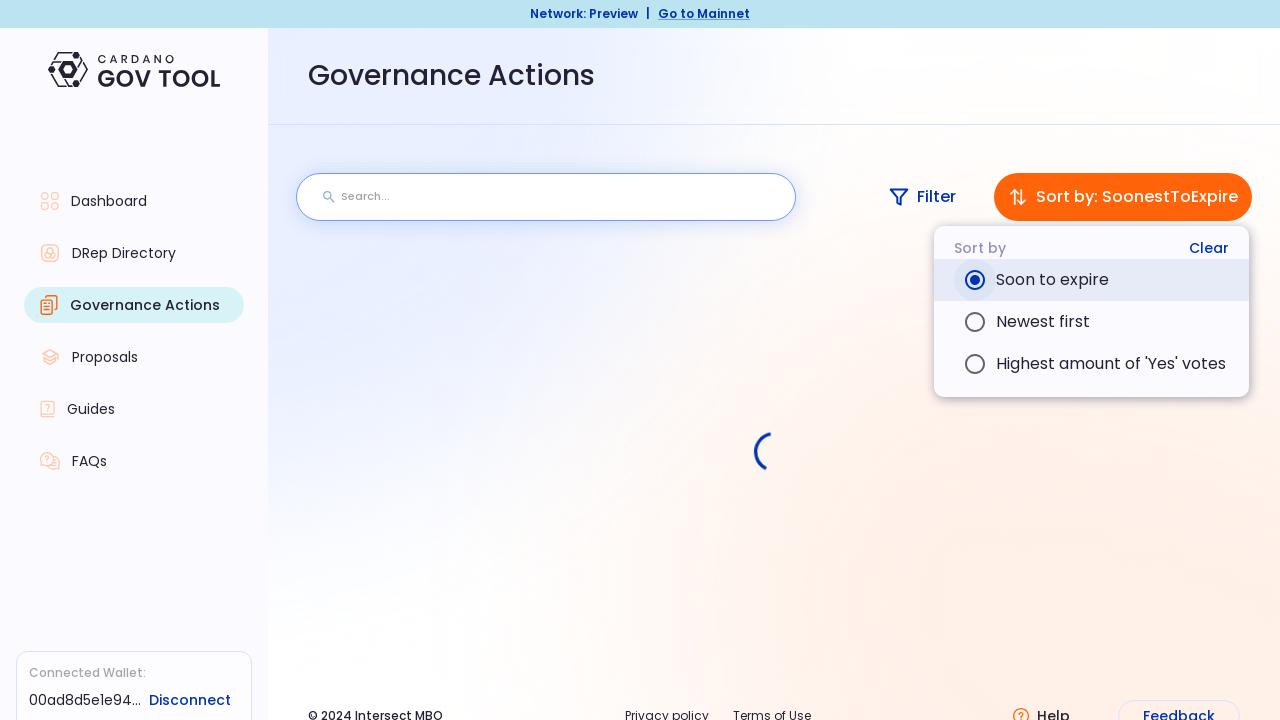 Network: Preview | Go to Mainnet
CARDANO
GOV TOOL
Governance Actions
Dashboard
DRep Directory
Governance Actions
Proposals
Guides
FAQs
Search...
Filter
Sort by: SoonestToExpire
Sort by
Clear
Soon to expire
Newest first
Highest amount of 'Yes' votes
Connected Wallet:
00ad8d5e1e94...
Disconnect
© 2024 Intersect MBO
Privacy policy
Terms of Use
Help
Feedback